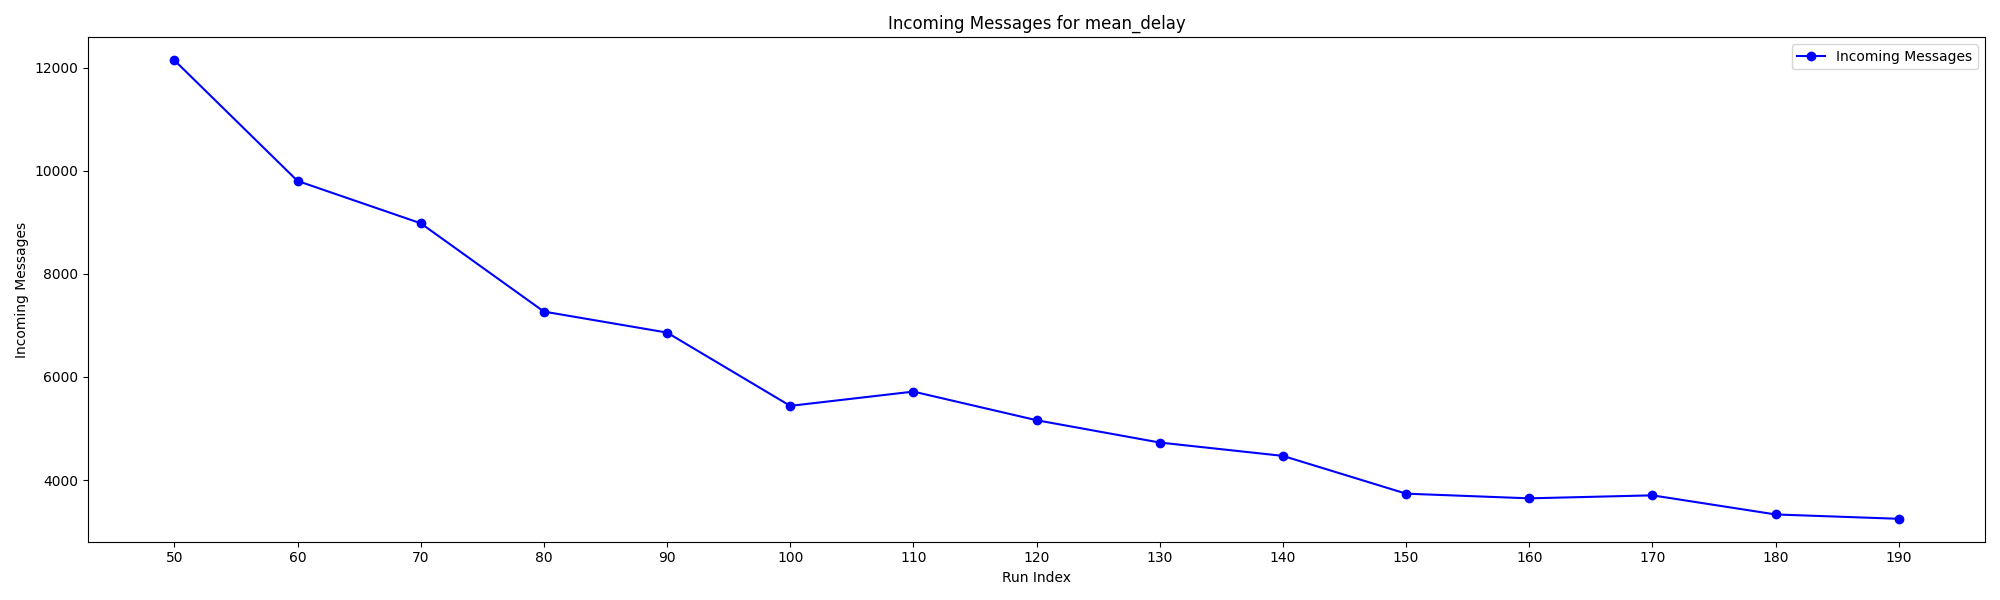 Incoming Messages for mean_delay
Incoming Messages
12000
10000
8000
6000
4000
Incoming Messages
50 60 70 80 90 100 110 120 130 140 150 160 170 180 190
Run Index